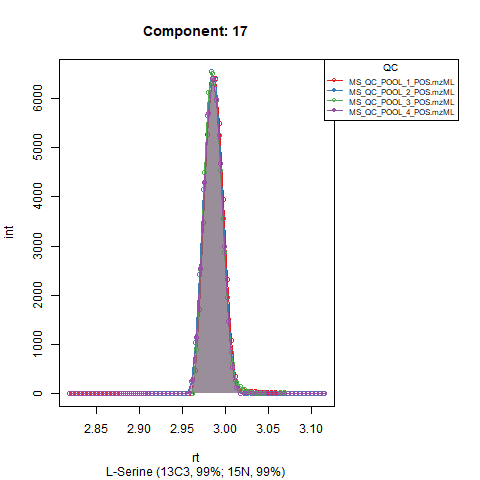 Component: 17
QC
MS_QC_POOL_1_POS.mzML
MS_QC_POOL_2_POS.mzML
MS_QC_POOL_3_POS.mzML
MS_QC_POOL_4_POS.mzML
int
6000
5000
4000
3000
2000
1000
0
2.85 2.90 2.95 3.00 3.05 3.10
rt
L-Serine (13C3, 99%; 15N, 99%)